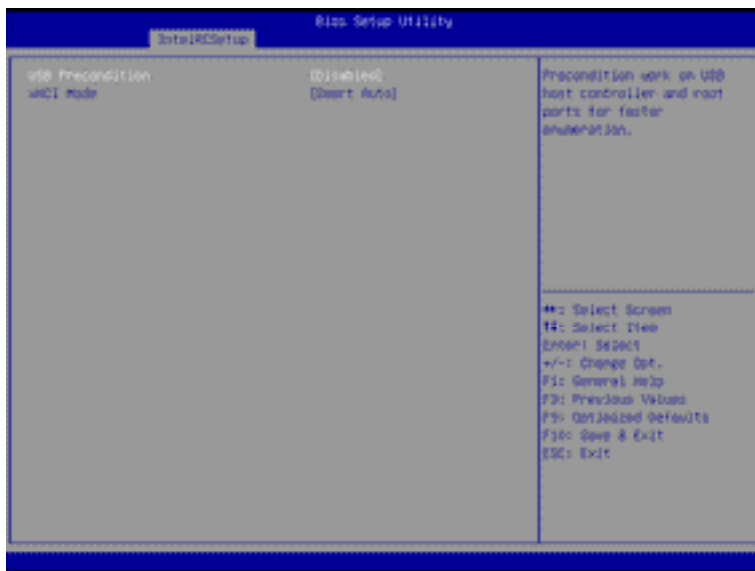 Bios Setup Utility
IntelRCSetup
USB Precondition [Disabled]
xHCI Mode [Smart Auto]
Precondition work on USB
host controller and root
ports for faster
enumeration.
↔: Select Screen
↑↓: Select Item
Enter: Select
+/-: Change Opt.
F1: General Help
F3: Previous Values
F9: Optimized Defaults
F10: Save & Exit
ESC: Exit